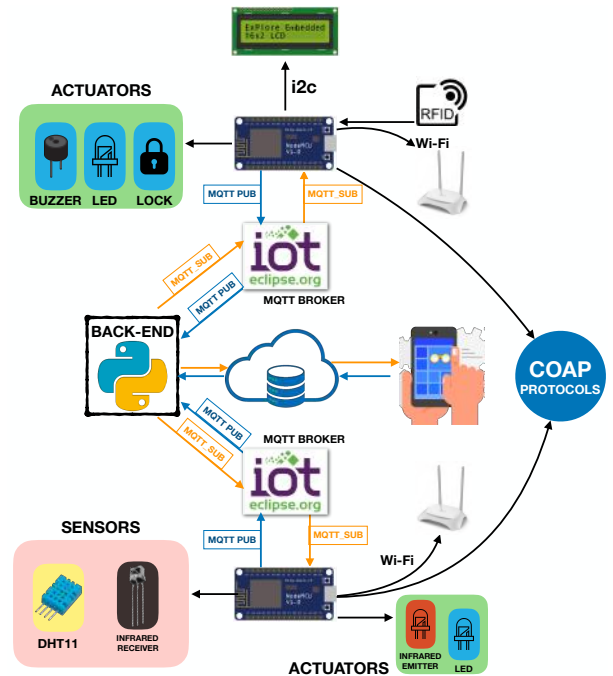 ExPlore Embedded
16x2 LCD
i2c
ACTUATORS
BUZZER
LED
LOCK
RFID
Wi-Fi
NodeMCU
MQTT PUB
MQTT_SUB
iot
eclipse.org
MQTT BROKER
MQTT_SUB
MQTT PUB
BACK-END
COAP
PROTOCOLS
MQTT PUB
MQTT_SUB
MQTT BROKER
iot
eclipse.org
MQTT PUB
MQTT_SUB
Wi-Fi
SENSORS
DHT11
INFRARED
RECEIVER
NodeMCU
ACTUATORS
INFRARED
EMITTER
LED